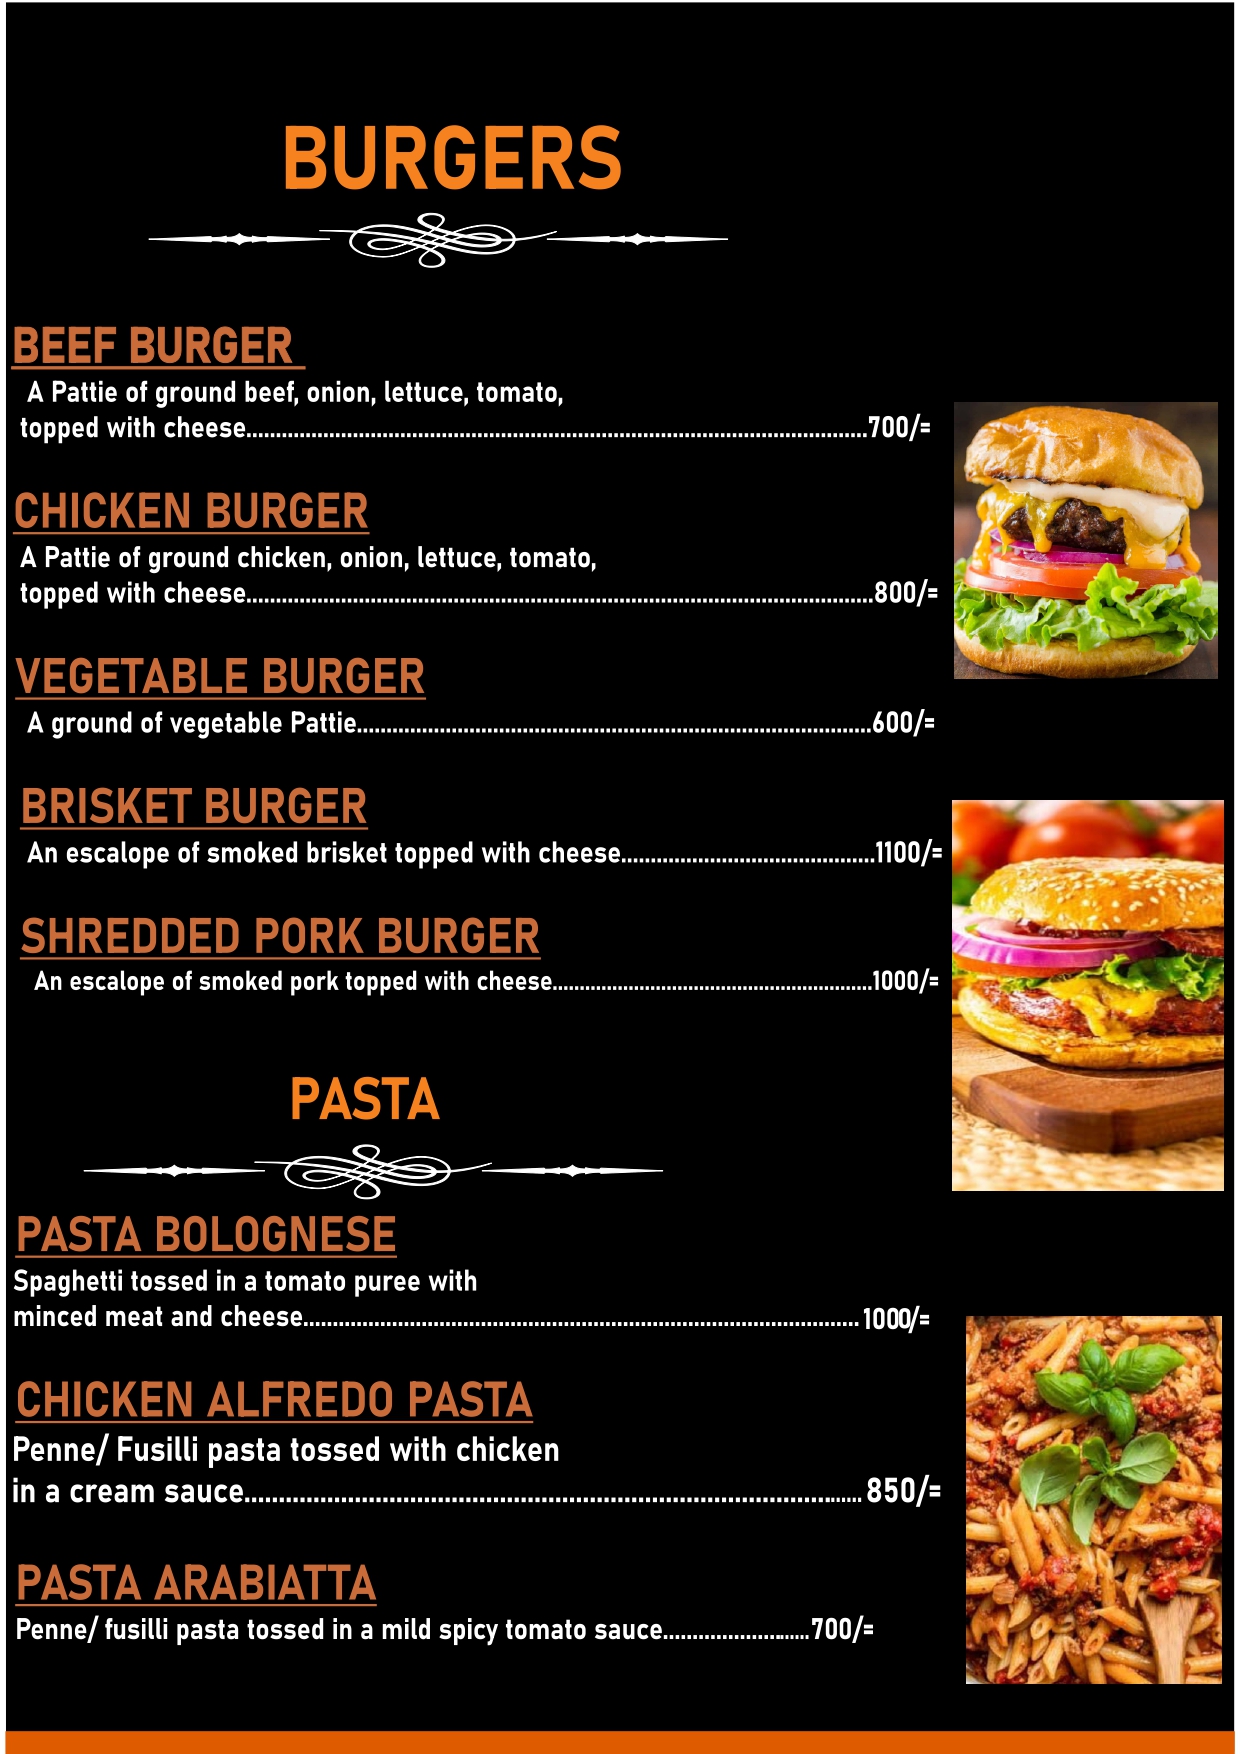 BURGERS
BEEF BURGER
A Pattie of ground beef, onion, lettuce, tomato,
topped with cheese..........................................................................................................700/=
CHICKEN BURGER
A Pattie of ground chicken, onion, lettuce, tomato,
topped with cheese...........................................................................................................800/=
VEGETABLE BURGER
A ground of vegetable Pattie........................................................................................600/=
BRISKET BURGER
An escalope of smoked brisket topped with cheese...........................................1100/=
SHREDDED PORK BURGER
An escalope of smoked pork topped with cheese...........................................................1000/=
PASTA
PASTA BOLOGNESE
Spaghetti tossed in a tomato puree with
minced meat and cheese............................................................................................... 1000/=
CHICKEN ALFREDO PASTA
Penne/ Fusilli pasta tossed with chicken
in a cream sauce........................................................................................... 850/=
PASTA ARABIATTA
Penne/ fusilli pasta tossed in a mild spicy tomato sauce..........................700/=